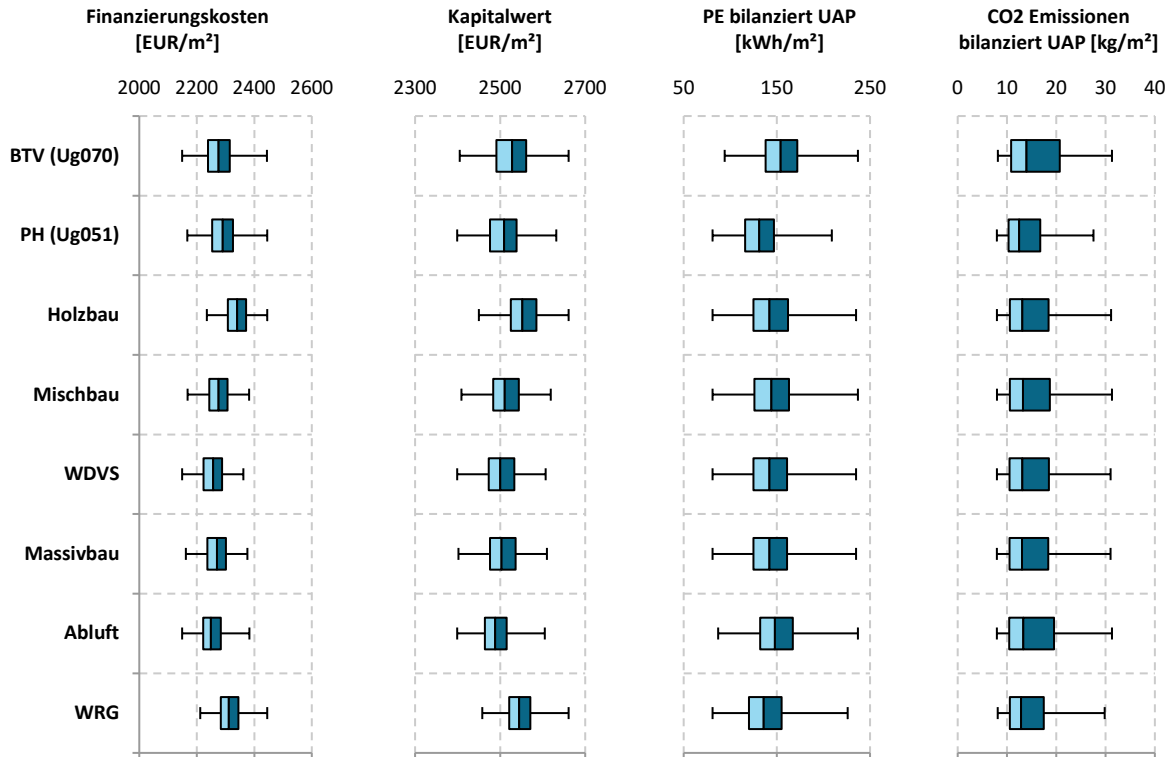 Finanzierungskosten
[EUR/m²]
Kapitalwert
[EUR/m²]
PE bilanziert UAP
[kWh/m²]
CO2 Emissionen
bilanziert UAP [kg/m²]
2000 2200 2400 2600
2300 2500 2700
50 150 250
0 10 20 30 40
BTV (Ug070)
PH (Ug051)
Holzbau
Mischbau
WDVS
Massivbau
Abluft
WRG